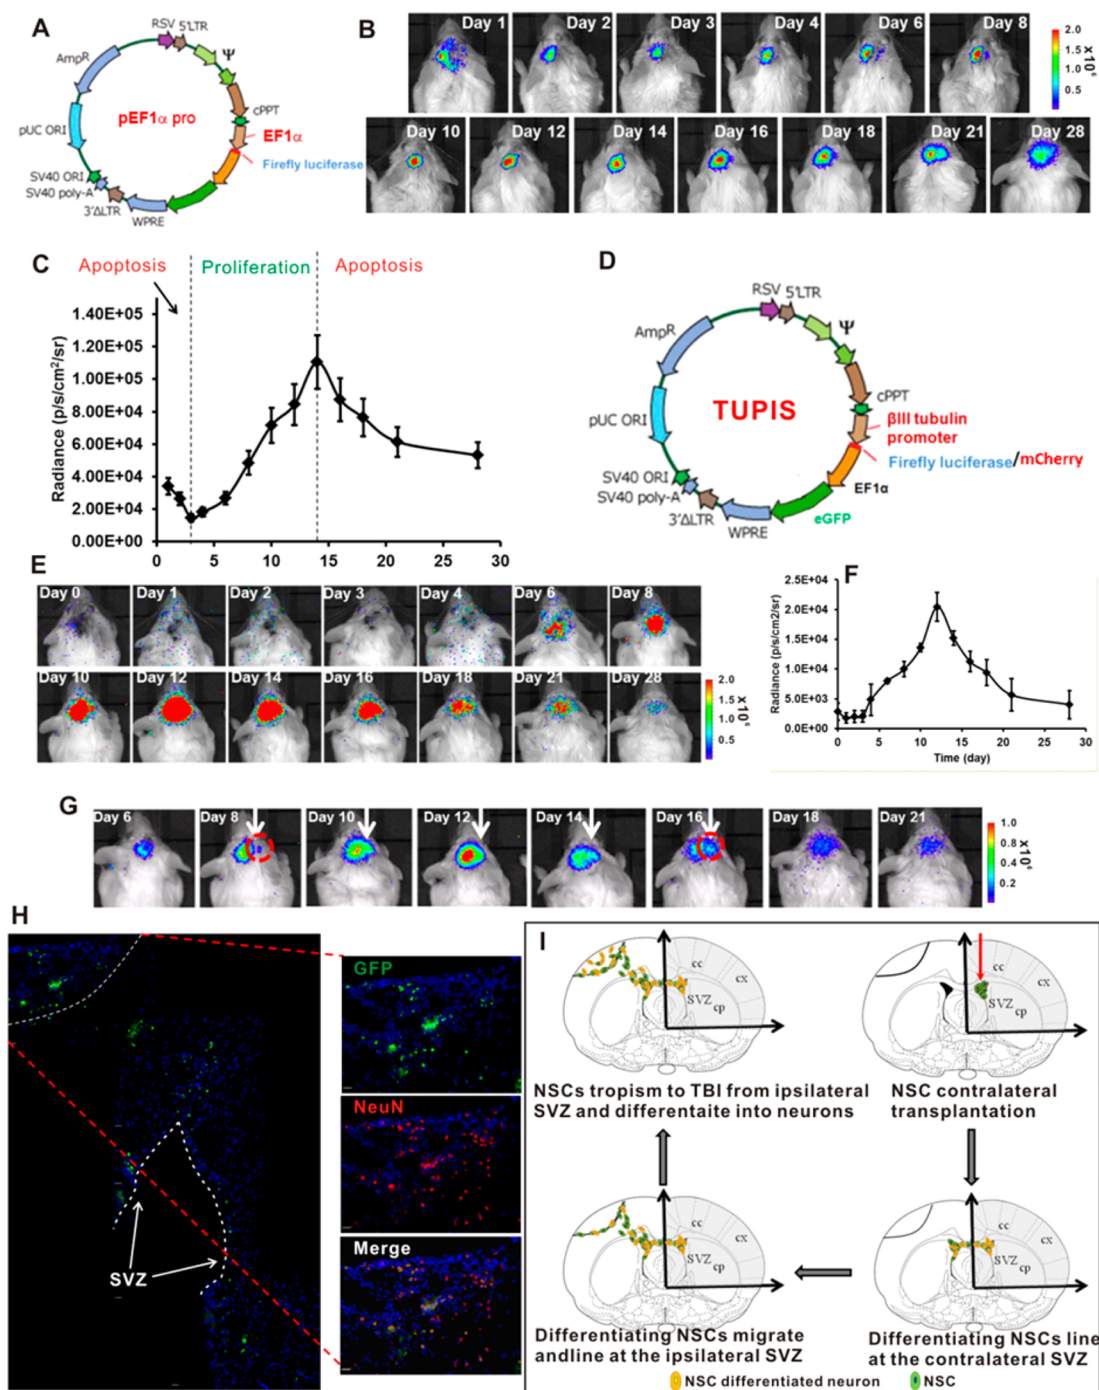 A
RSV 5'LTR
AmpR
Ψ
cPPT
pEF1α pro
EF1α
Firefly luciferase
pUC ORI
SV40 ORI
SV40 poly-A
3'ΔLTR
WPRE
B
Day 1
Day 2
Day 3
Day 4
Day 6
Day 8
Day 10
Day 12
Day 14
Day 16
Day 18
Day 21
Day 28
2.0
1.5
1.0
0.5
x10⁶
C
Apoptosis
Proliferation
Apoptosis
Radiance (p/s/cm2/sr)
1.40E+05
1.20E+05
1.00E+05
8.00E+04
6.00E+04
4.00E+04
2.00E+04
0.00E+00
0 5 10 15 20 25 30
D
RSV 5'LTR
AmpR
Ψ
cPPT
pUC ORI
TUPIS
βIII tubulin
promoter
Firefly luciferase/mCherry
EF1α
eGFP
SV40 ORI
SV40 poly-A
3'ΔLTR
WPRE
E
Day 0
Day 1
Day 2
Day 3
Day 4
Day 6
Day 8
Day 10
Day 12
Day 14
Day 16
Day 18
Day 21
Day 28
2.0
1.5
1.0
0.5
F
Radiance (p/s/cm2/sr)
2.5E+04
2.0E+04
1.5E+04
1.0E+04
5.0E+03
0.0E+00
0 5 10 15 20 25 30
Time (day)
G
Day 6
Day 8
Day 10
Day 12
Day 14
Day 16
Day 18
Day 21
1.0
0.8
0.6
0.4
0.2
H
SVZ
GFP
NeuN
Merge
I
cc
cx
SVZ
cp
NSCs tropism to TBI from ipsilateral
SVZ and differentaite into neurons
cc
cx
SVZ
cp
NSC contralateral
transplantation
cc
cx
SVZ
cp
Differentiating NSCs migrate
andline at the ipsilateral SVZ
cc
cx
SVZ
cp
Differentiating NSCs line
at the contralateral SVZ
NSC differentiated neuron
NSC